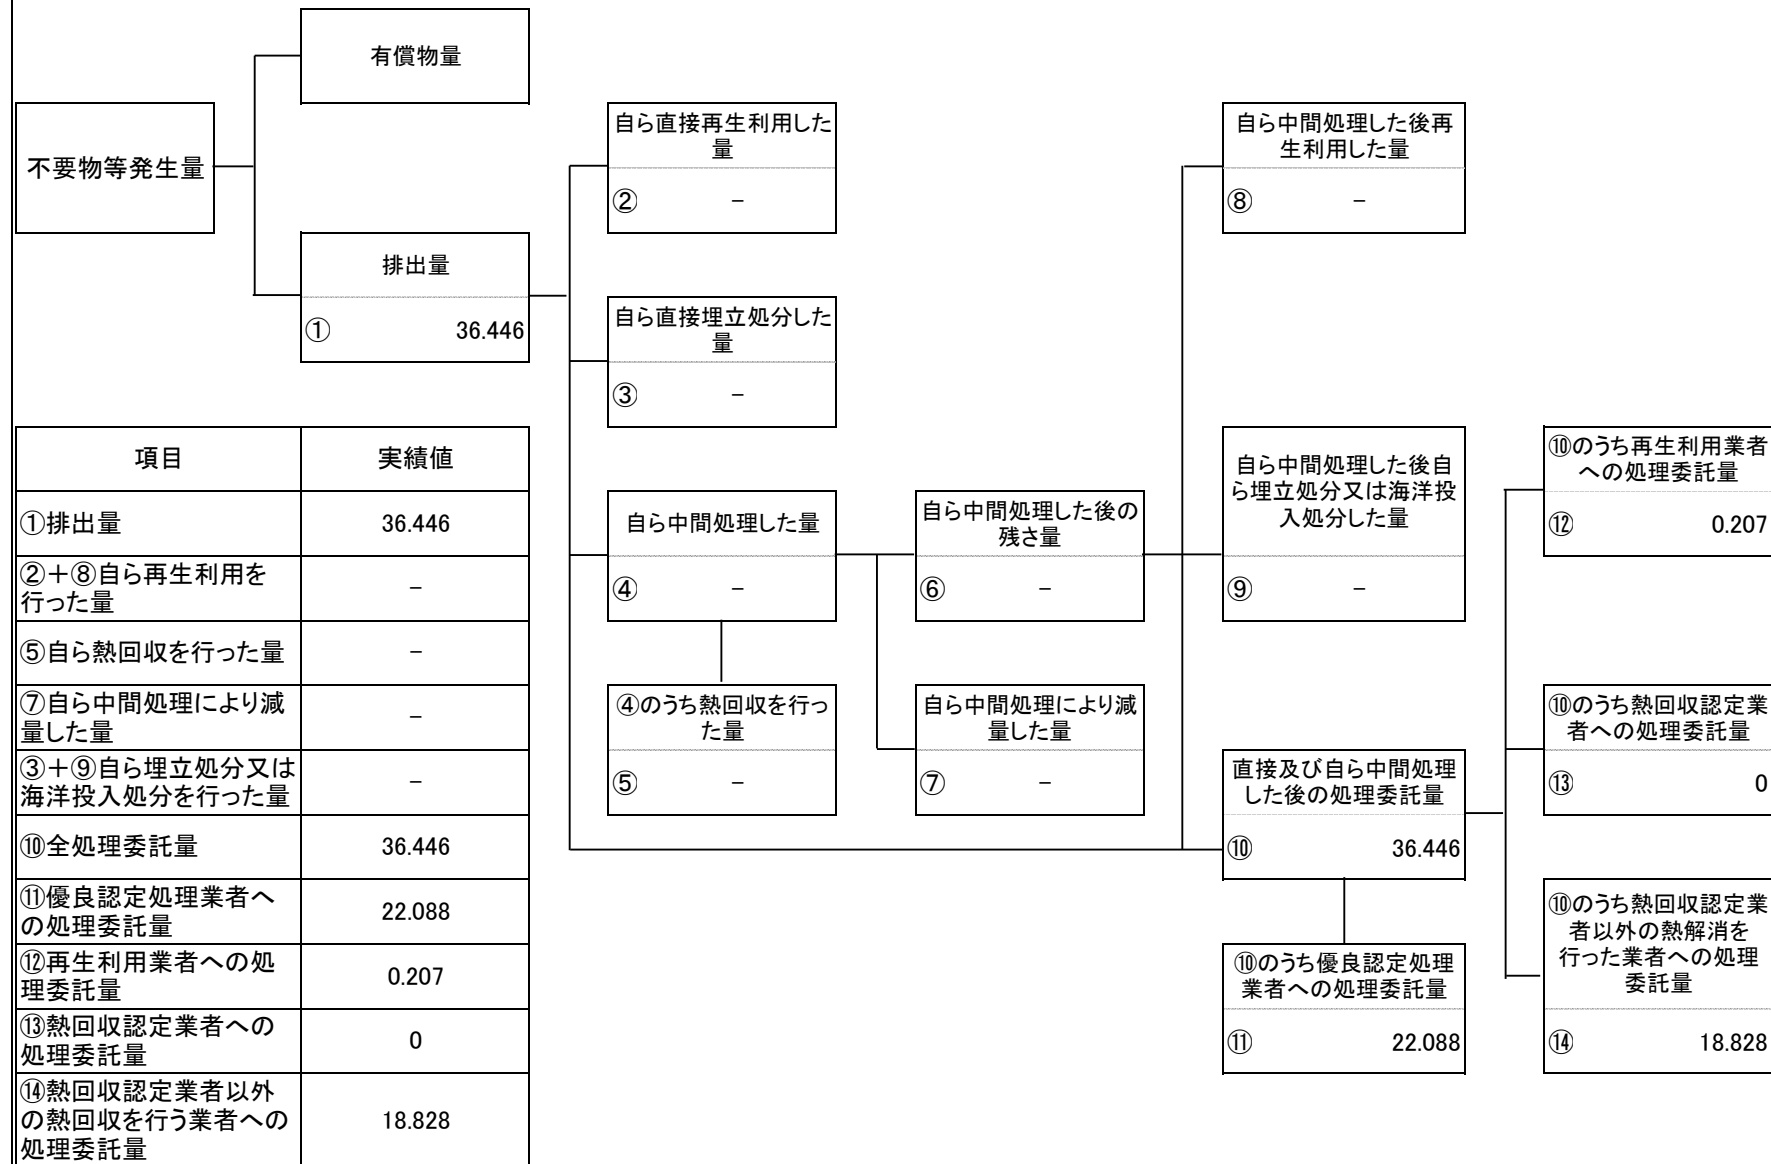 有償物量
不要物等発生量
排出量
① 36.446
自ら直接再生利用した
量
② －
自ら直接埋立処分した
量
③ －
自ら中間処理した量
④ －
④のうち熱回収を行っ
た量
⑤ －
自ら中間処理した後の
残さ量
⑥ －
自ら中間処理により減
量した量
⑦ －
自ら中間処理した後再
生利用した量
⑧ －
自ら中間処理した後自
ら埋立処分又は海洋投
入処分した量
⑨ －
直接及び自ら中間処理
した後の処理委託量
⑩ 36.446
⑩のうち優良認定処理
業者への処理委託量
⑪ 22.088
⑩のうち再生利用業者
への処理委託量
⑫ 0.207
⑩のうち熱回収認定業
者への処理委託量
⑬ 0
⑩のうち熱回収認定業
者以外の熱解消を
行った業者への処理
委託量
⑭ 18.828
項目 実績値
①排出量 36.446
②＋⑧自ら再生利用を
行った量 －
⑤自ら熱回収を行った量 －
⑦自ら中間処理により減
量した量 －
③＋⑨自ら埋立処分又は
海洋投入処分を行った量 －
⑩全処理委託量 36.446
⑪優良認定処理業者へ
の処理委託量 22.088
⑫再生利用業者への処
理委託量 0.207
⑬熱回収認定業者への
処理委託量 0
⑭熱回収認定業者以外
の熱回収を行う業者への
処理委託量 18.828